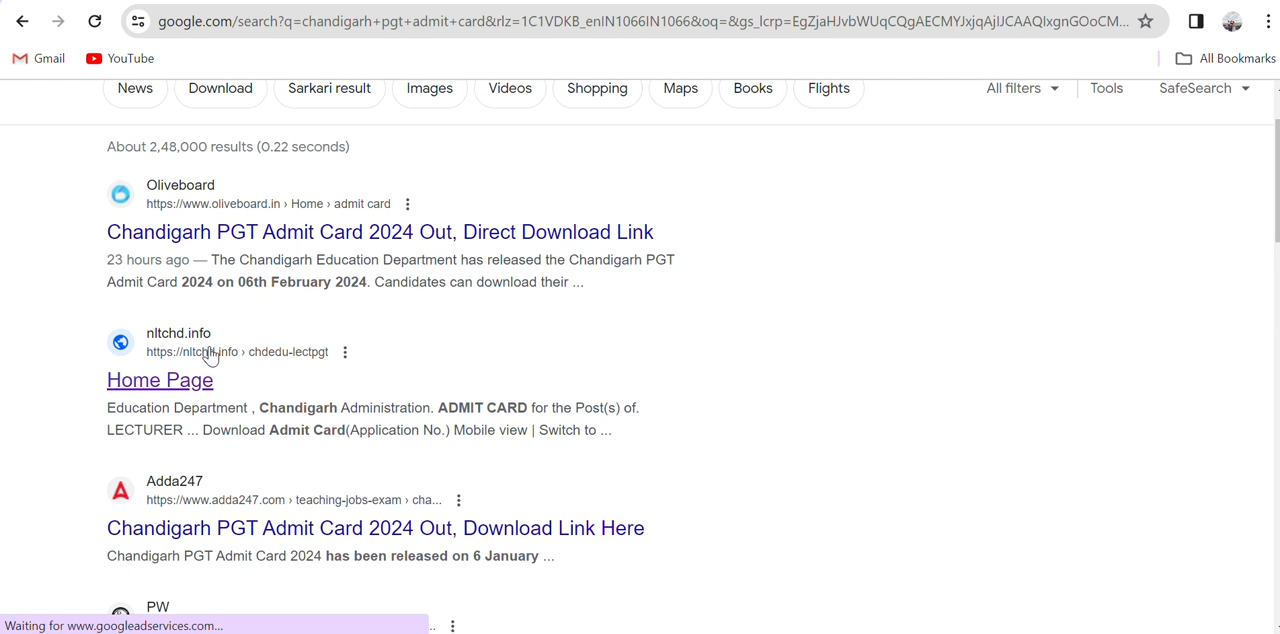 google.com/search?q=chandigarh+pgt+admit+card&rlz=1C1VDKB_enIN1066IN1066&oq=&gs_lcrp=EgZjaHJvbWUqCQgAECMYJxjqAjIJCAAQIxgnGOoCM...
Gmail YouTube All Bookmarks
News Download Sarkari result Images Videos Shopping Maps Books Flights All filters Tools SafeSearch
About 2,48,000 results (0.22 seconds)
Oliveboard
https://www.oliveboard.in › Home › admit card
Chandigarh PGT Admit Card 2024 Out, Direct Download Link
23 hours ago — The Chandigarh Education Department has released the Chandigarh PGT
Admit Card 2024 on 06th February 2024. Candidates can download their ...
nltchd.info
https://nltchd.info › chdedu-lectpgt
Home Page
Education Department , Chandigarh Administration. ADMIT CARD for the Post(s) of.
LECTURER ... Download Admit Card(Application No.) Mobile view | Switch to ...
Adda247
https://www.adda247.com › teaching-jobs-exam › cha...
Chandigarh PGT Admit Card 2024 Out, Download Link Here
Chandigarh PGT Admit Card 2024 has been released on 6 January ...
PW
Waiting for www.googleadservices.com...